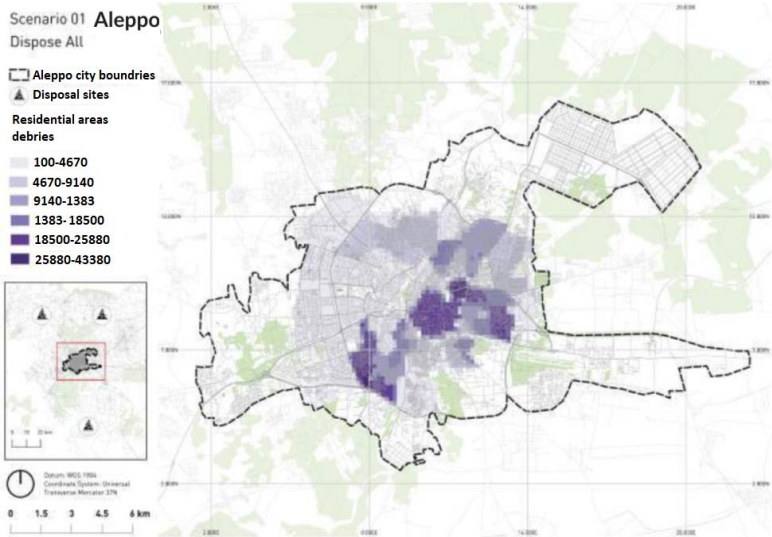 Scenario 01 Aleppo
Dispose All
Aleppo city boundries
Disposal sites
Residential areas
debries
100-4670
4670-9140
9140-1383
1383- 18500
18500-25880
25880-43380
Datum: WGS 1984
Coordinate System: Universal
Transverse Mercator 37N
0 1.5 3 4.5 6 km